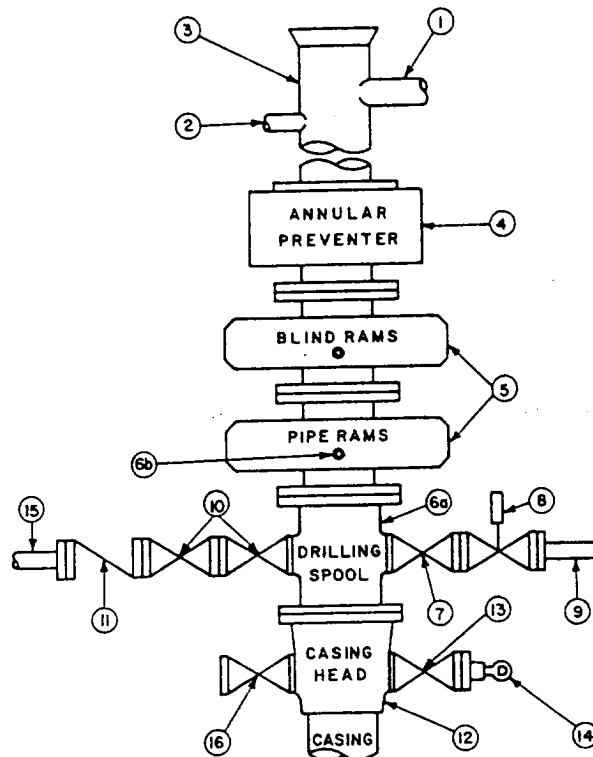 1
3
2
ANNULAR
PREVENTER
4
BLIND RAMS
5
PIPE RAMS
6b
6a
8
15
10
DRILLING
SPOOL
11
7
9
13
CASING
HEAD
16
12
14
CASING